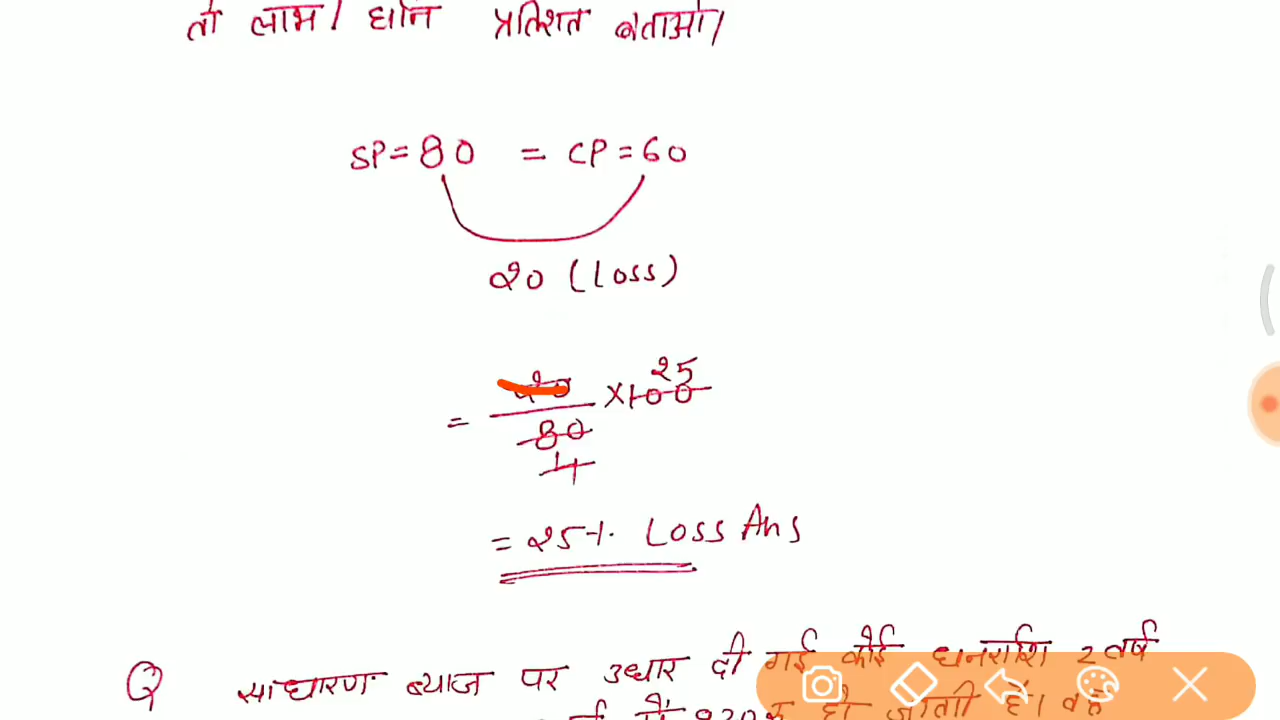 तो लाभ/हानि प्रतिशत बताओ।
SP = 80 = CP = 60
20 (Loss)
= 20/80 × 100 25
4
= 25% Loss Ans
Q साधारण ब्याज पर उधार दी गई कोई धनराशि 2 वर्ष
920रु हो जाती हैं। वह